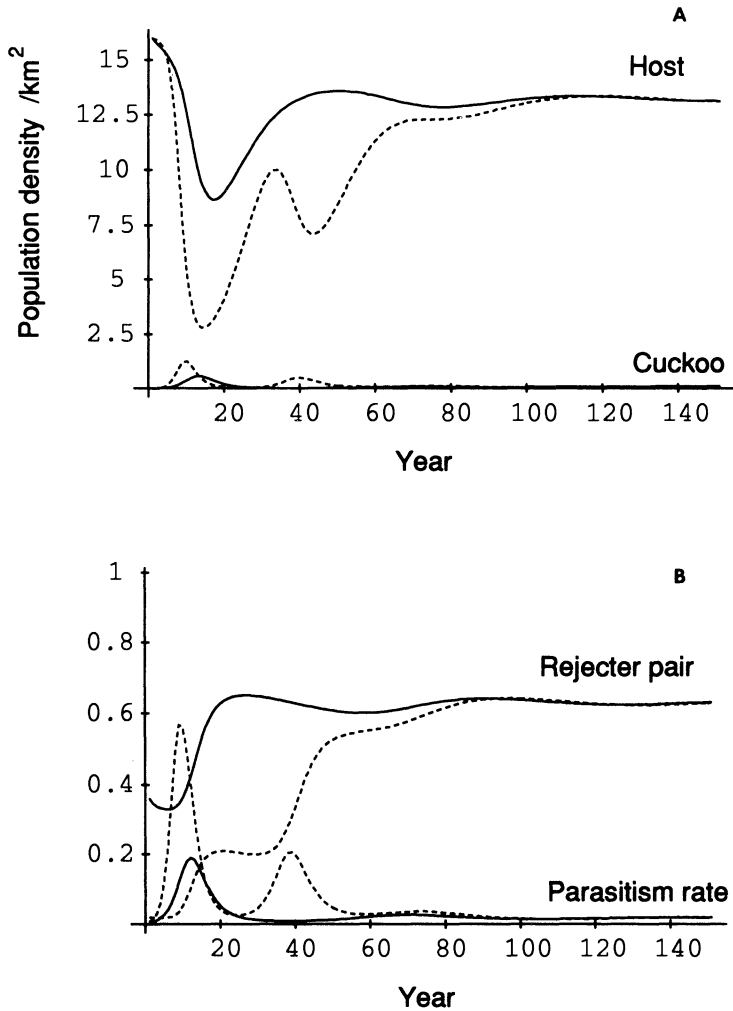 A
Population density /km²
15
12.5
10
7.5
5
2.5
Host
Cuckoo
20 40 60 80 100 120 140
Year
B
1
0.8
0.6
0.4
0.2
Rejecter pair
Parasitism rate
20 40 60 80 100 120 140
Year